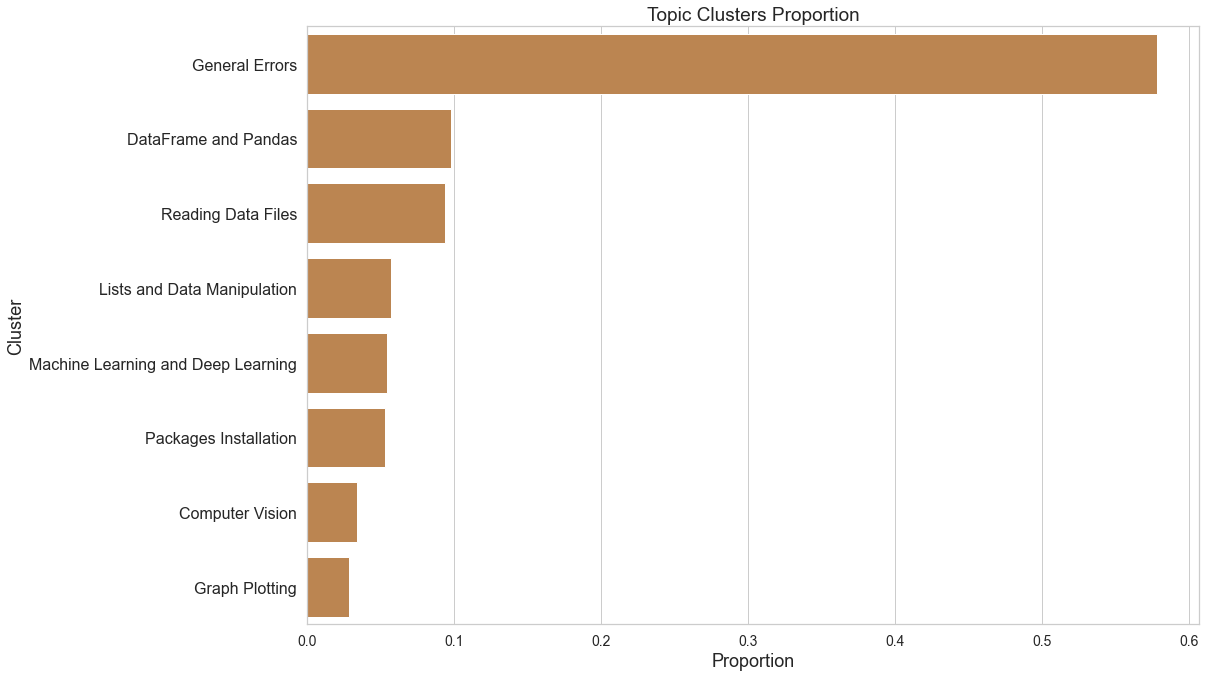 Topic Clusters Proportion
General Errors
DataFrame and Pandas
Reading Data Files
Lists and Data Manipulation
Machine Learning and Deep Learning
Packages Installation
Computer Vision
Graph Plotting
Cluster
0.0 0.1 0.2 0.3 0.4 0.5 0.6
Proportion